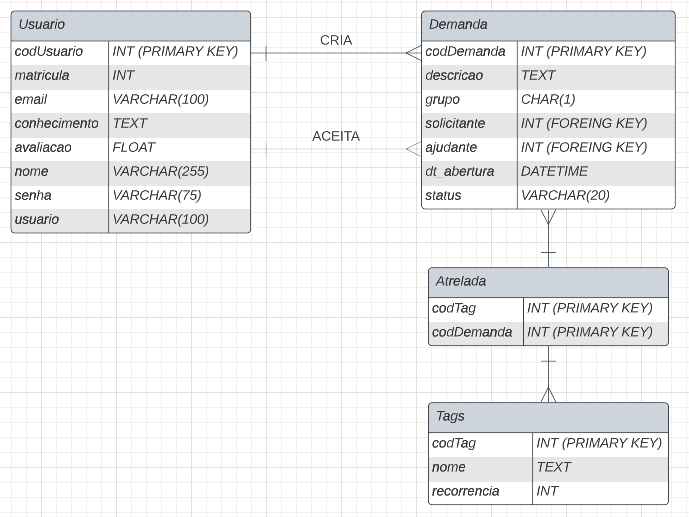 Usuario
codUsuario INT (PRIMARY KEY)
matricula INT
email VARCHAR(100)
conhecimento TEXT
avaliacao FLOAT
nome VARCHAR(255)
senha VARCHAR(75)
usuario VARCHAR(100)
CRIA
ACEITA
Demanda
codDemanda INT (PRIMARY KEY)
descricao TEXT
grupo CHAR(1)
solicitante INT (FOREING KEY)
ajudante INT (FOREING KEY)
dt_abertura DATETIME
status VARCHAR(20)
Atrelada
codTag INT (PRIMARY KEY)
codDemanda INT (PRIMARY KEY)
Tags
codTag INT (PRIMARY KEY)
nome TEXT
recorrencia INT